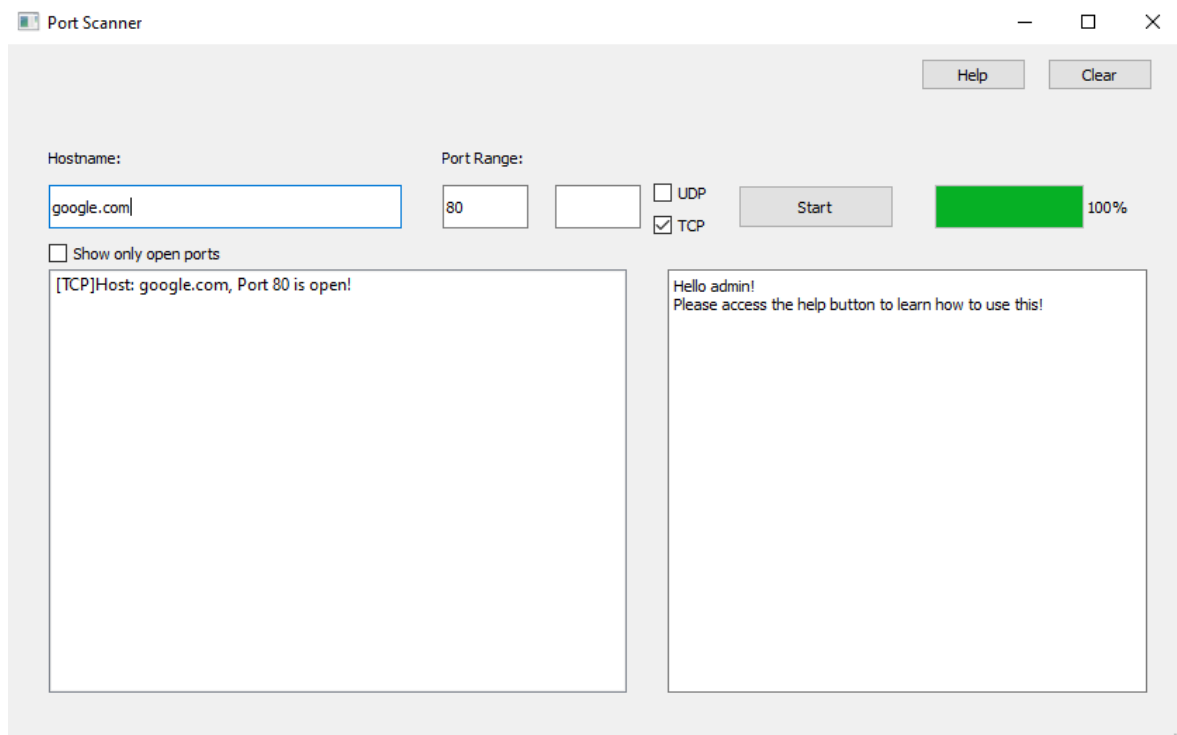 Port Scanner
Help
Clear
Hostname:
Port Range:
google.com
80
UDP
TCP
Start
100%
Show only open ports
[TCP]Host: google.com, Port 80 is open!
Hello admin!
Please access the help button to learn how to use this!